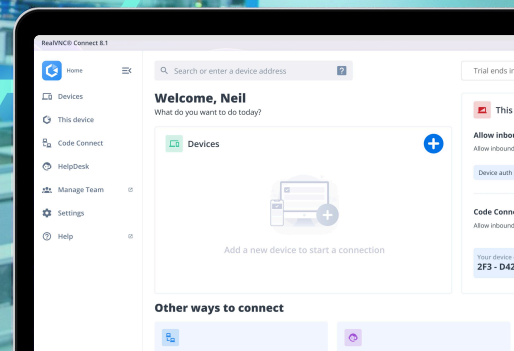 RealVNC® Connect 8.1
Home
Search or enter a device address
?
Trial ends in
Devices
This device
Code Connect
HelpDesk
Manage Team
Settings
Help
Welcome, Neil
What do you want to do today?
Devices
Add a new device to start a connection
This
Allow inbou
Allow inbound
Device auth
Code Conne
Allow inbound
Your device
2F3 - D42
Other ways to connect